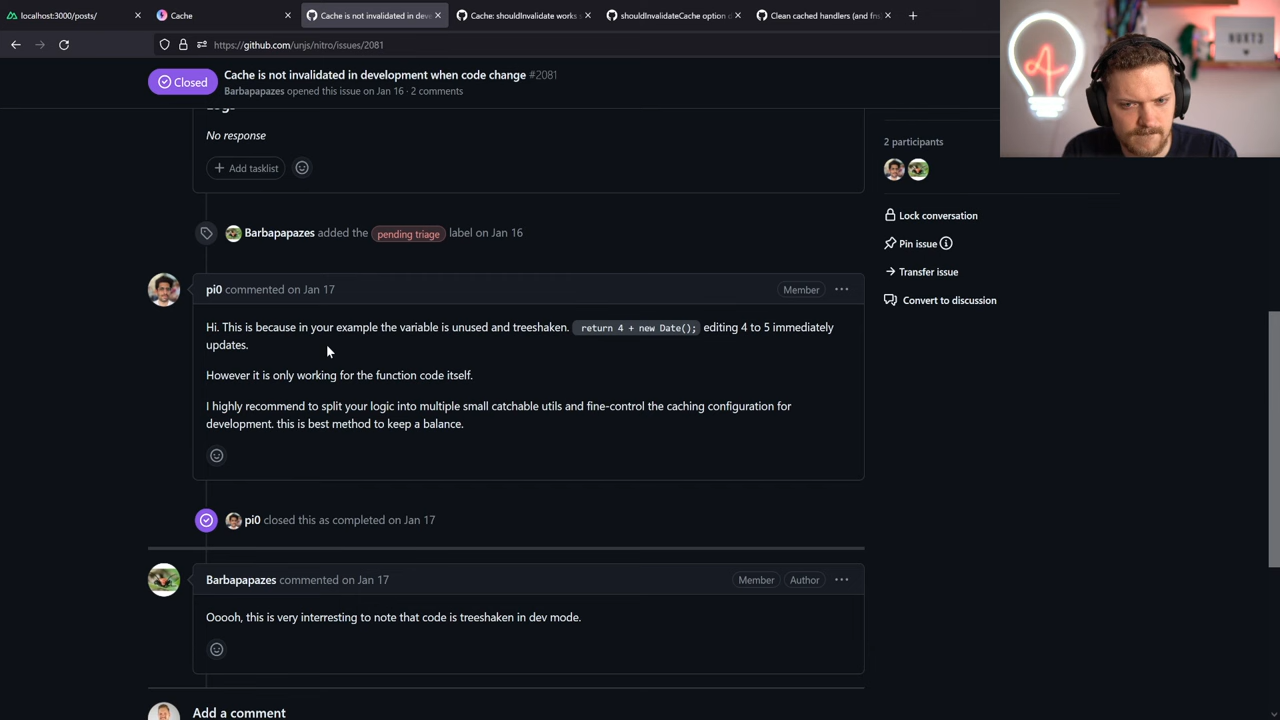 localhost:3000/posts/
Cache
Cache is not invalidated in deve
Cache: shouldInvalidate works
shouldInvalidateCache option d
Clean cached handlers (and fns
https://github.com/unjs/nitro/issues/2081
Closed
Cache is not invalidated in development when code change #2081
Barbapapazes opened this issue on Jan 16 · 2 comments
Logs
No response
Add tasklist
2 participants
Lock conversation
Pin issue
Transfer issue
Convert to discussion
Barbapapazes added the pending triage label on Jan 16
pi0 commented on Jan 17
Member
Hi. This is because in your example the variable is unused and treeshaken. return 4 + new Date(); editing 4 to 5 immediately
updates.
However it is only working for the function code itself.
I highly recommend to split your logic into multiple small catchable utils and fine-control the caching configuration for
development. this is best method to keep a balance.
pi0 closed this as completed on Jan 17
Barbapapazes commented on Jan 17
Member
Author
Ooooh, this is very interresting to note that code is treeshaken in dev mode.
Add a comment
NUXT3